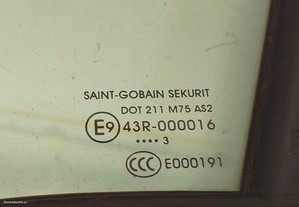 SAINT-GOBAIN SEKURIT
DOT 211 M75 AS2
E9 43R-000016
•••• 3
CCC E000191